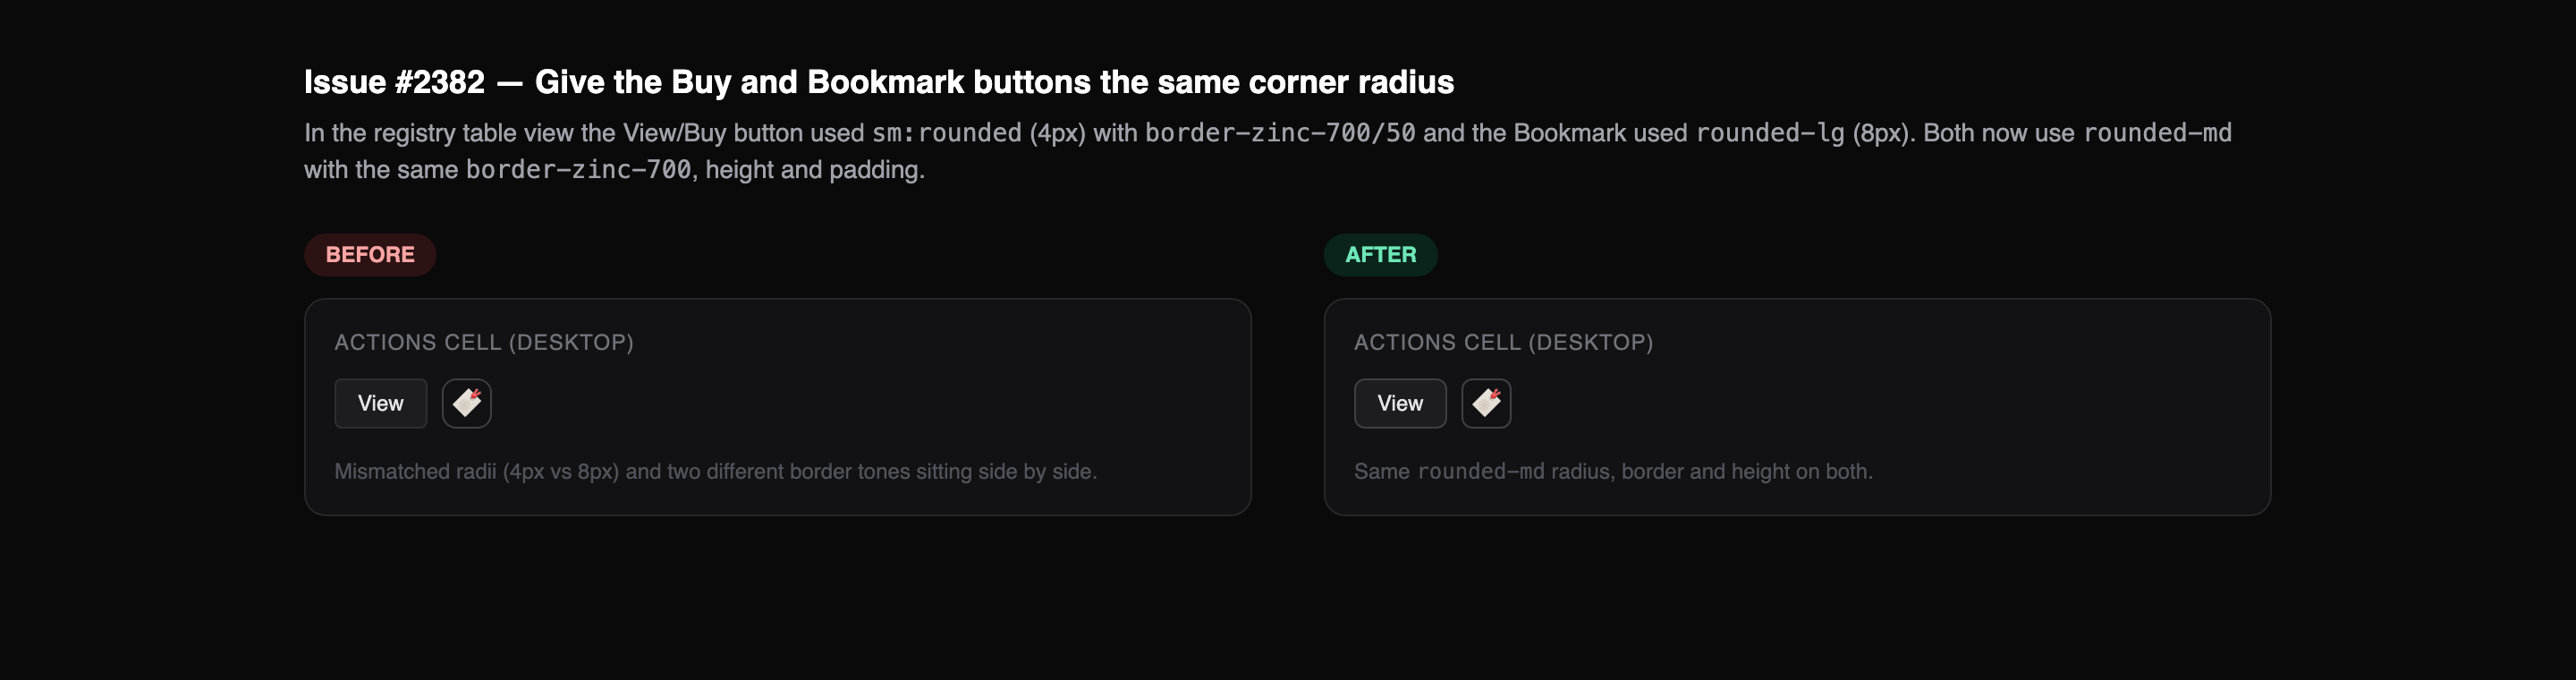 Issue #2382 — Give the Buy and Bookmark buttons the same corner radius
In the registry table view the View/Buy button used sm:rounded (4px) with border-zinc-700/50 and the Bookmark used rounded-lg (8px). Both now use rounded-md
with the same border-zinc-700, height and padding.
BEFORE
ACTIONS CELL (DESKTOP)
View
Mismatched radii (4px vs 8px) and two different border tones sitting side by side.
AFTER
ACTIONS CELL (DESKTOP)
View
Same rounded-md radius, border and height on both.